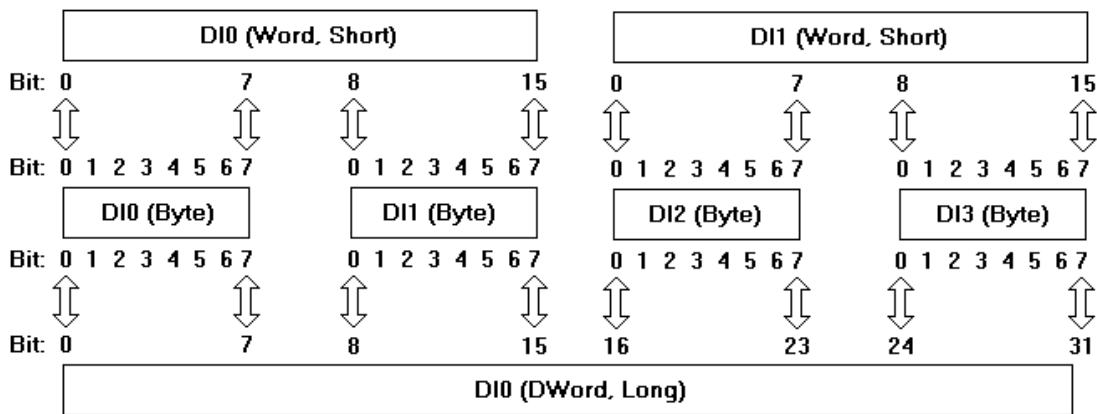 DI0 (Word, Short) DI1 (Word, Short)
Bit: 0 7 8 15 0 7 8 15
Bit: 0 1 2 3 4 5 6 7 0 1 2 3 4 5 6 7 0 1 2 3 4 5 6 7 0 1 2 3 4 5 6 7
DI0 (Byte) DI1 (Byte) DI2 (Byte) DI3 (Byte)
Bit: 0 1 2 3 4 5 6 7 0 1 2 3 4 5 6 7 0 1 2 3 4 5 6 7 0 1 2 3 4 5 6 7
Bit: 0 7 8 15 16 23 24 31
DI0 (DWord, Long)